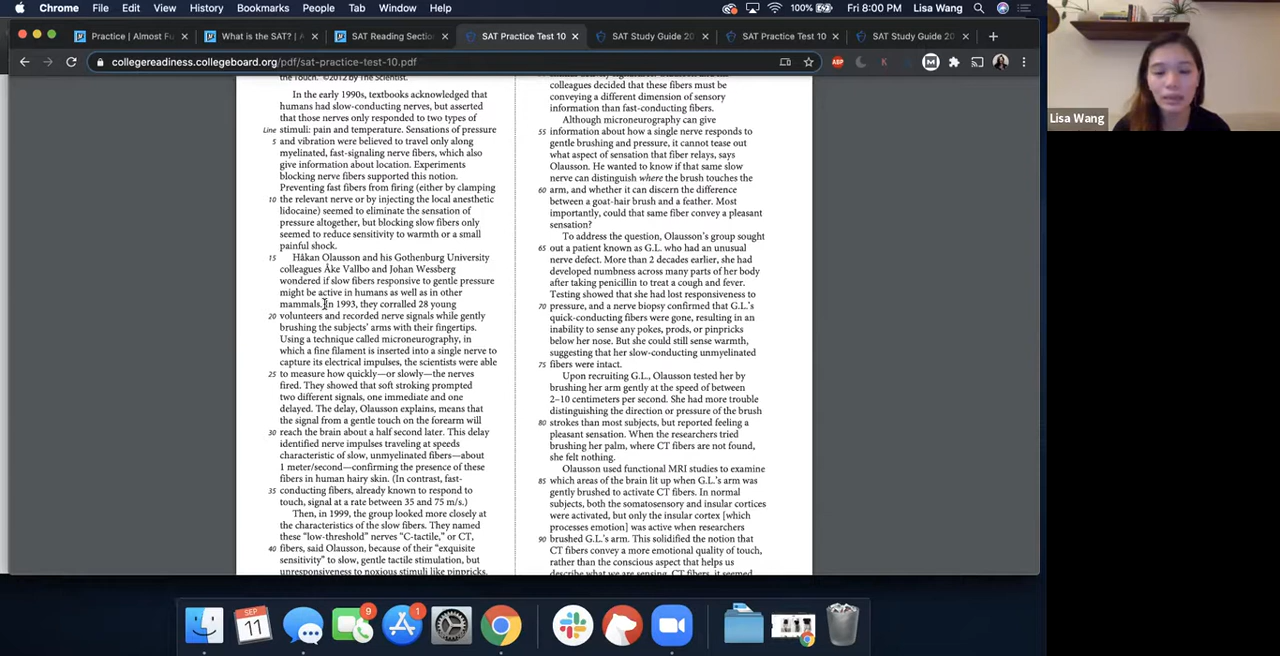 Chrome File Edit View History Bookmarks People Tab Window Help 100% Fri 8:00 PM Lisa Wang
Practice | Almost Fu
What is the SAT? | A
SAT Reading Section
SAT Practice Test 10
SAT Study Guide 20
SAT Practice Test 10
SAT Study Guide 20
collegereadiness.collegeboard.org/pdf/sat-practice-test-10.pdf
ABP
K
M
Lisa Wang
the Touch. ©2012 by The Scientist.
In the early 1990s, textbooks acknowledged that
humans had slow-conducting nerves, but asserted
that those nerves only responded to two types of
Line stimuli: pain and temperature. Sensations of pressure
5 and vibration were believed to travel only along
myelinated, fast-signaling nerve fibers, which also
give information about location. Experiments
blocking nerve fibers supported this notion.
Preventing fast fibers from firing (either by clamping
10 the relevant nerve or by injecting the local anesthetic
lidocaine) seemed to eliminate the sensation of
pressure altogether, but blocking slow fibers only
seemed to reduce sensitivity to warmth or a small
painful shock.
15 Håkan Olausson and his Gothenburg University
colleagues Åke Vallbo and Johan Wessberg
wondered if slow fibers responsive to gentle pressure
might be active in humans as well as in other
mammals. In 1993, they corralled 28 young
20 volunteers and recorded nerve signals while gently
brushing the subjects' arms with their fingertips.
Using a technique called microneurography, in
which a fine filament is inserted into a single nerve to
capture its electrical impulses, the scientists were able
25 to measure how quickly—or slowly—the nerves
fired. They showed that soft stroking prompted
two different signals, one immediate and one
delayed. The delay, Olausson explains, means that
the signal from a gentle touch on the forearm will
30 reach the brain about a half second later. This delay
identified nerve impulses traveling at speeds
characteristic of slow, unmyelinated fibers—about
1 meter/second—confirming the presence of these
fibers in human hairy skin. (In contrast, fast-
35 conducting fibers, already known to respond to
touch, signal at a rate between 35 and 75 m/s.)
Then, in 1999, the group looked more closely at
the characteristics of the slow fibers. They named
these “low-threshold” nerves “C-tactile,” or CT,
40 fibers, said Olausson, because of their “exquisite
sensitivity” to slow, gentle tactile stimulation, but
unresponsiveness to noxious stimuli like pinpricks.
colleagues decided that these fibers must be
conveying a different dimension of sensory
information than fast-conducting fibers.
Although microneurography can give
55 information about how a single nerve responds to
gentle brushing and pressure, it cannot tease out
what aspect of sensation that fiber relays, says
Olausson. He wanted to know if that same slow
nerve can distinguish where the brush touches the
60 arm, and whether it can discern the difference
between a goat-hair brush and a feather. Most
importantly, could that same fiber convey a pleasant
sensation?
To address the question, Olausson's group sought
65 out a patient known as G.L. who had an unusual
nerve defect. More than 2 decades earlier, she had
developed numbness across many parts of her body
after taking penicillin to treat a cough and fever.
Testing showed that she had lost responsiveness to
70 pressure, and a nerve biopsy confirmed that G.L.'s
quick-conducting fibers were gone, resulting in an
inability to sense any pokes, prods, or pinpricks
below her nose. But she could still sense warmth,
suggesting that her slow-conducting unmyelinated
75 fibers were intact.
Upon recruiting G.L., Olausson tested her by
brushing her arm gently at the speed of between
2–10 centimeters per second. She had more trouble
distinguishing the direction or pressure of the brush
80 strokes than most subjects, but reported feeling a
pleasant sensation. When the researchers tried
brushing her palm, where CT fibers are not found,
she felt nothing.
Olausson used functional MRI studies to examine
85 which areas of the brain lit up when G.L.'s arm was
gently brushed to activate CT fibers. In normal
subjects, both the somatosensory and insular cortices
were activated, but only the insular cortex [which
processes emotion] was active when researchers
90 brushed G.L.'s arm. This solidified the notion that
CT fibers convey a more emotional quality of touch,
rather than the conscious aspect that helps us
describe what we are sensing. CT fibers, it seemed
SEP
11
9
1